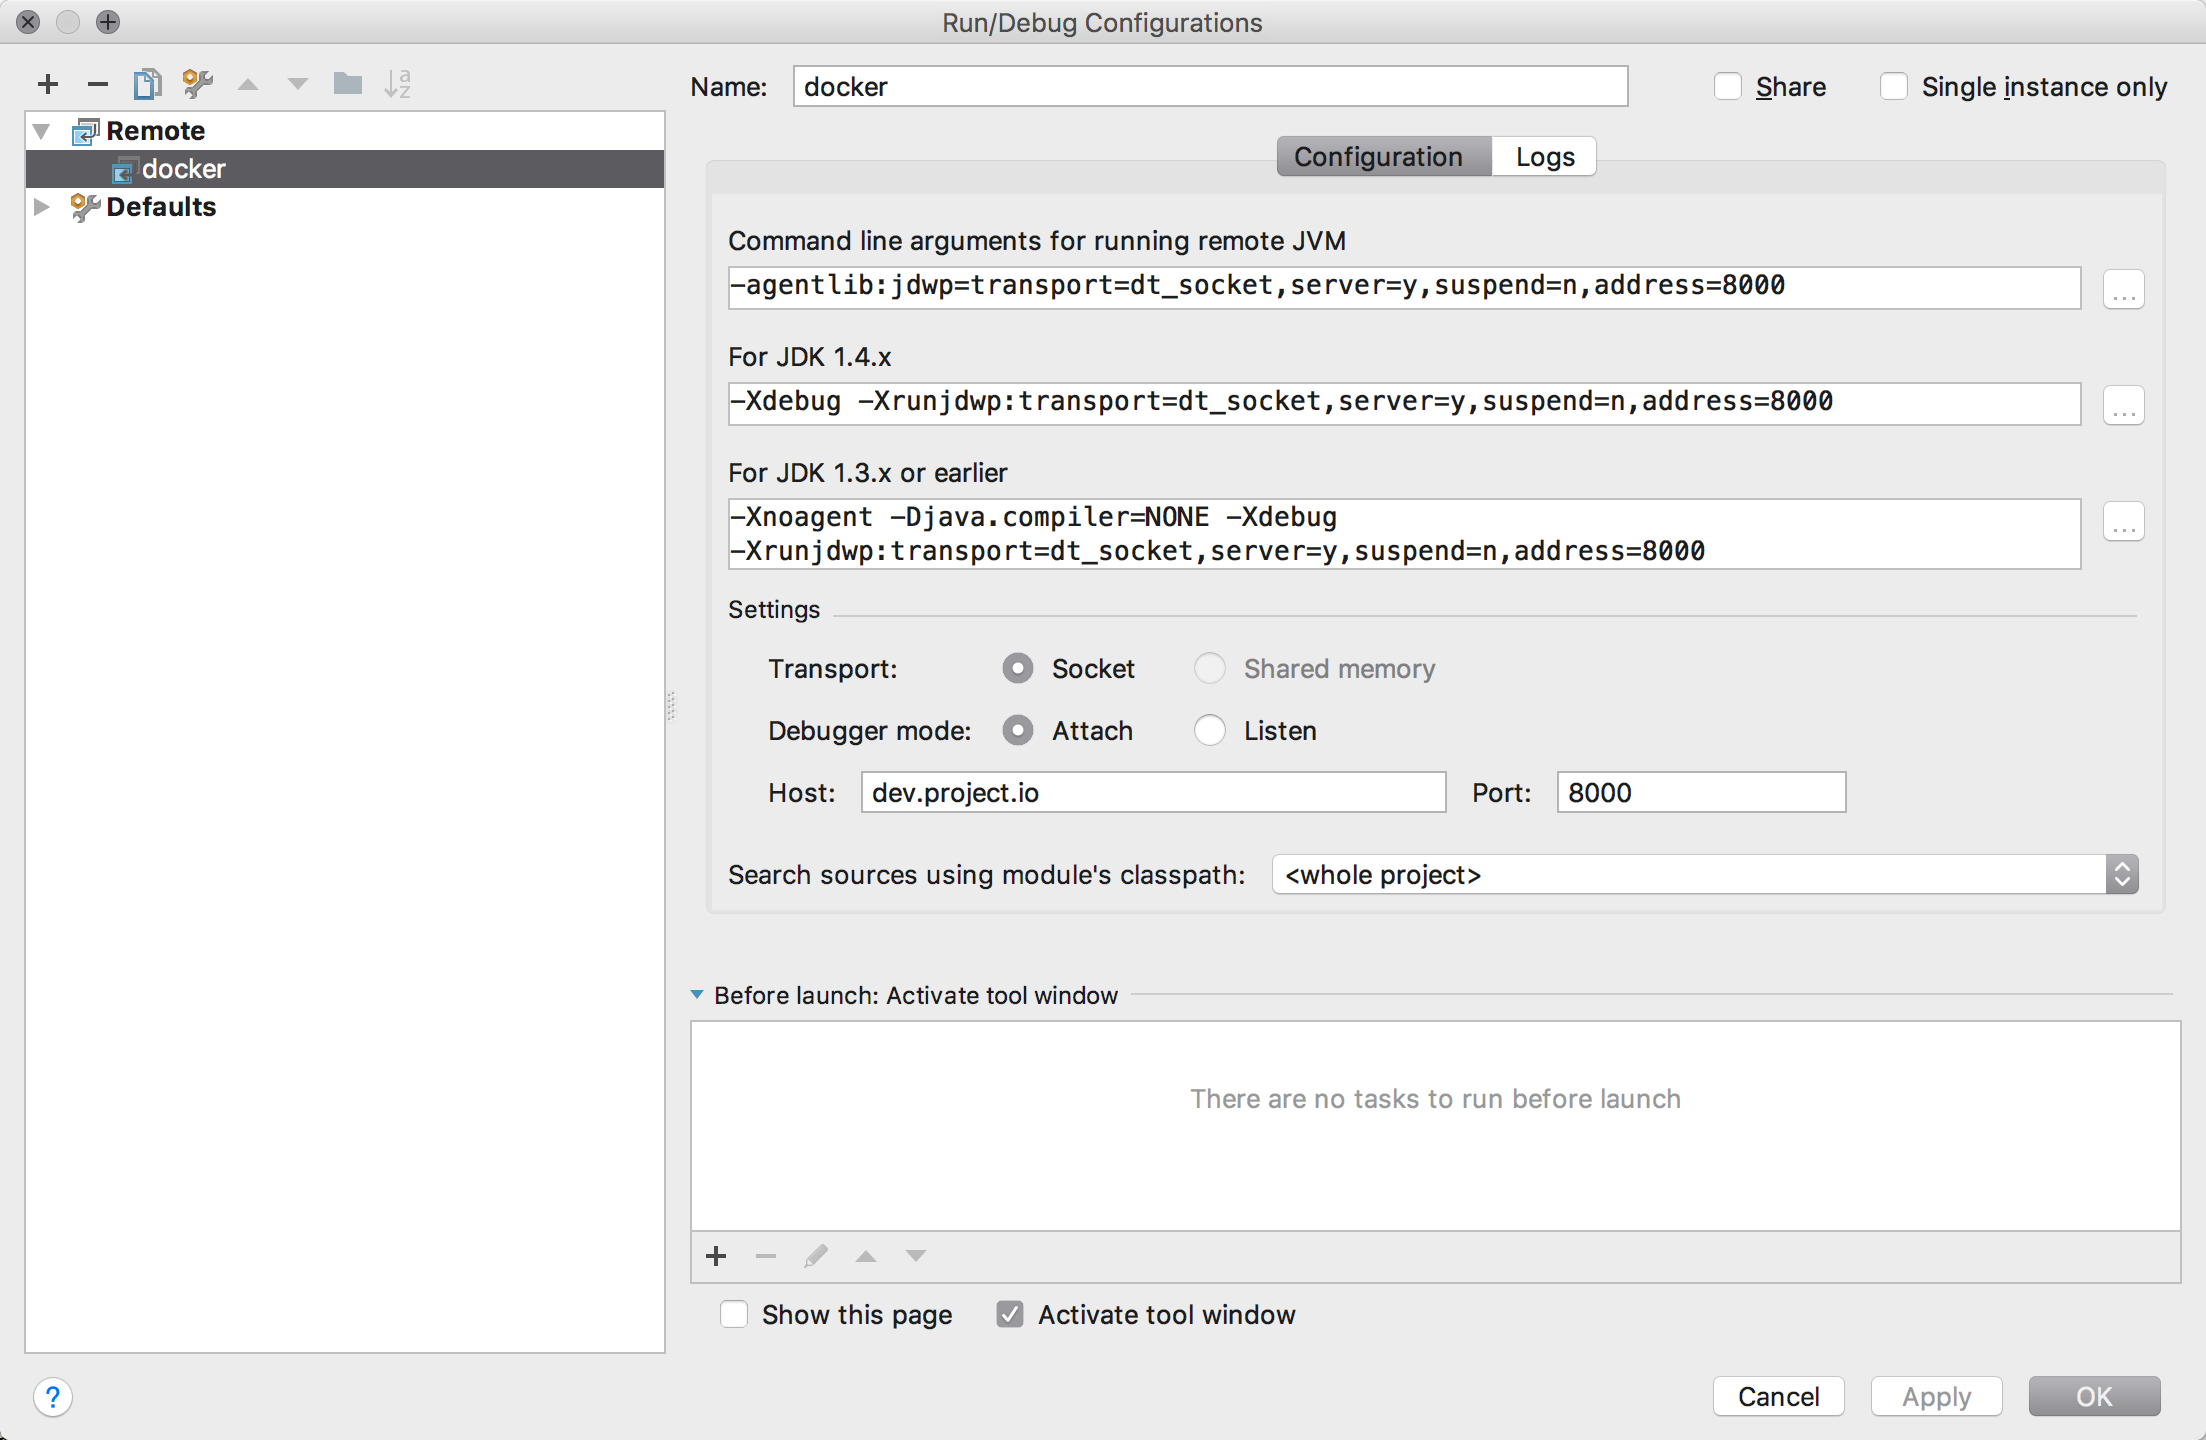 Run/Debug Configurations
Name: docker Share Single instance only
Remote
docker
Defaults
Configuration Logs
Command line arguments for running remote JVM
-agentlib:jdwp=transport=dt_socket,server=y,suspend=n,address=8000
...
For JDK 1.4.x
-Xdebug -Xrunjdwp:transport=dt_socket,server=y,suspend=n,address=8000
...
For JDK 1.3.x or earlier
-Xnoagent -Djava.compiler=NONE -Xdebug
-Xrunjdwp:transport=dt_socket,server=y,suspend=n,address=8000
...
Settings
Transport: Socket Shared memory
Debugger mode: Attach Listen
Host: dev.project.io Port: 8000
Search sources using module's classpath: <whole project>
Before launch: Activate tool window
There are no tasks to run before launch
Show this page Activate tool window
? Cancel Apply OK